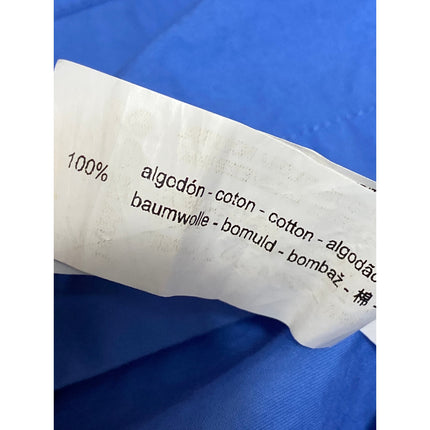 100% algodón - coton - cotton - algodão
baumwolle - bomuld - bombaž - 棉 -